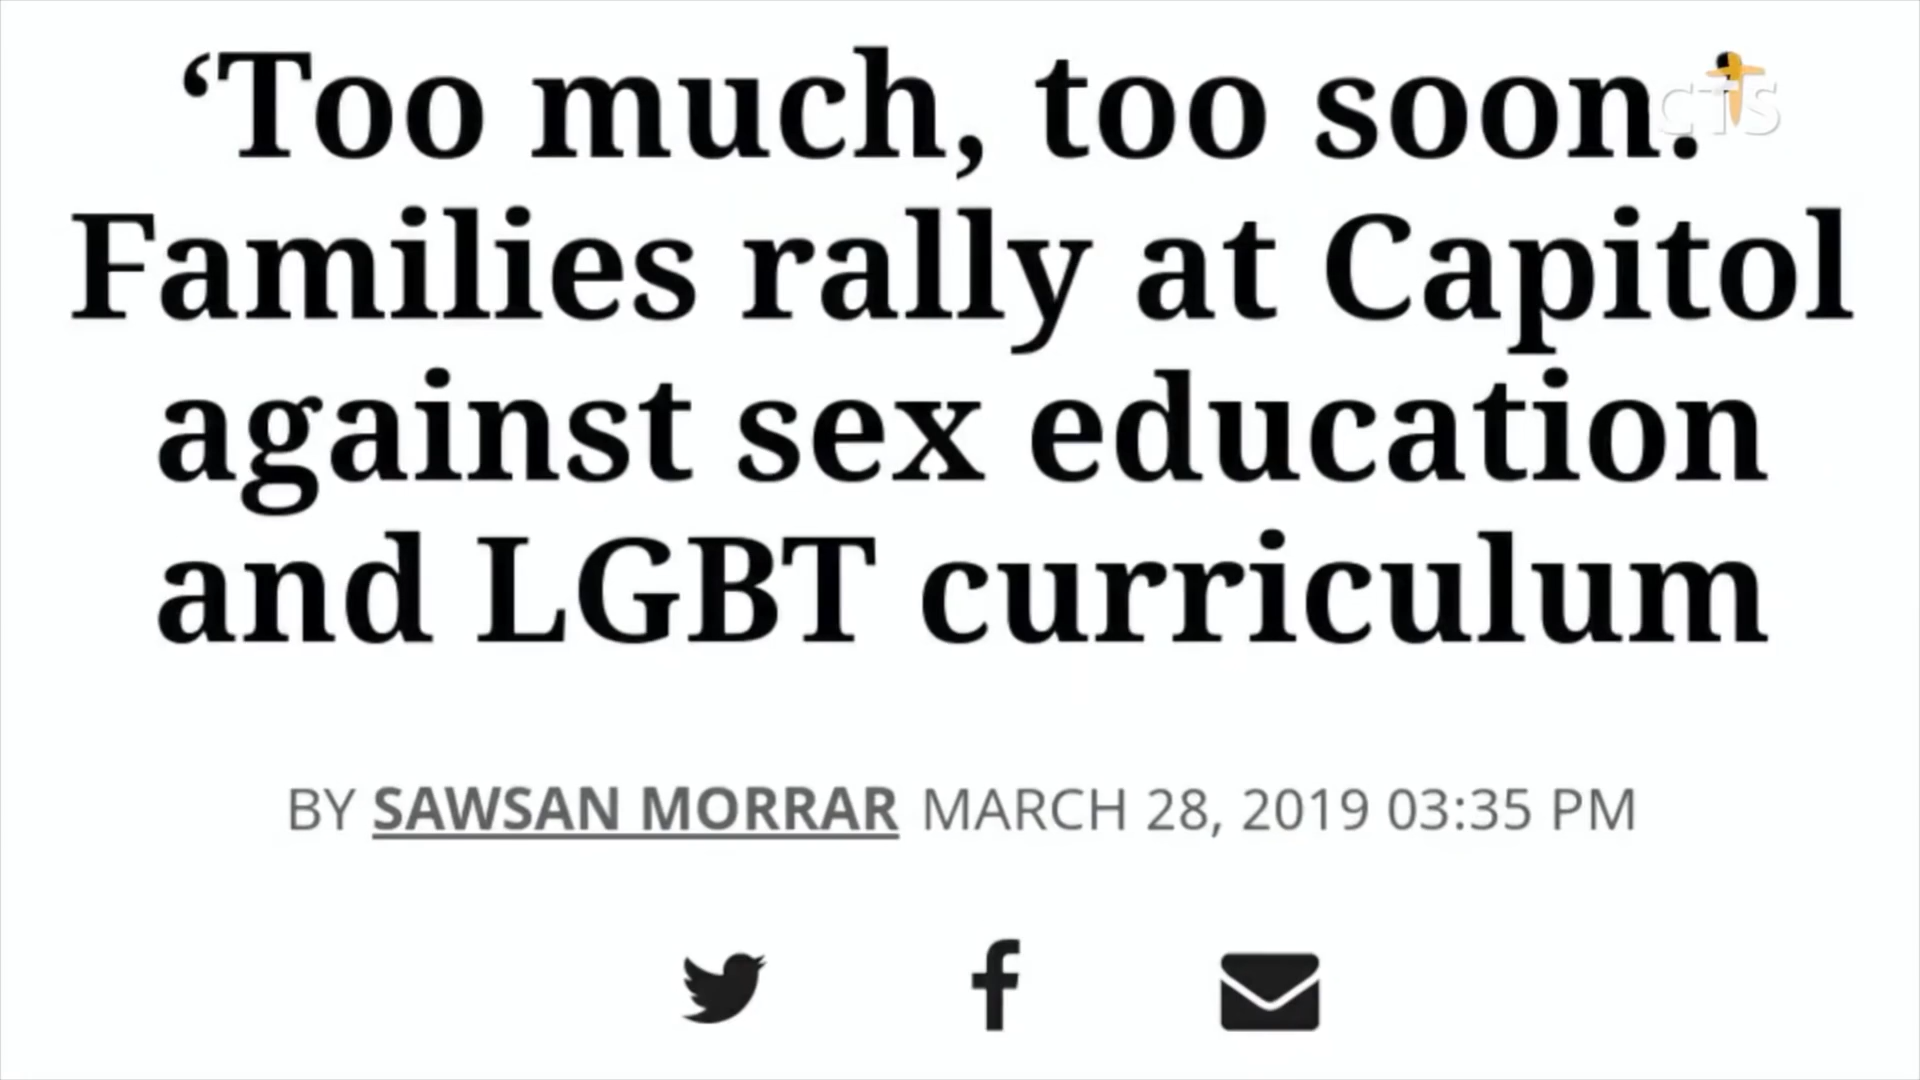 ‘Too much, too soon.’
Families rally at Capitol
against sex education
and LGBT curriculum
BY SAWSAN MORRAR MARCH 28, 2019 03:35 PM
CTS